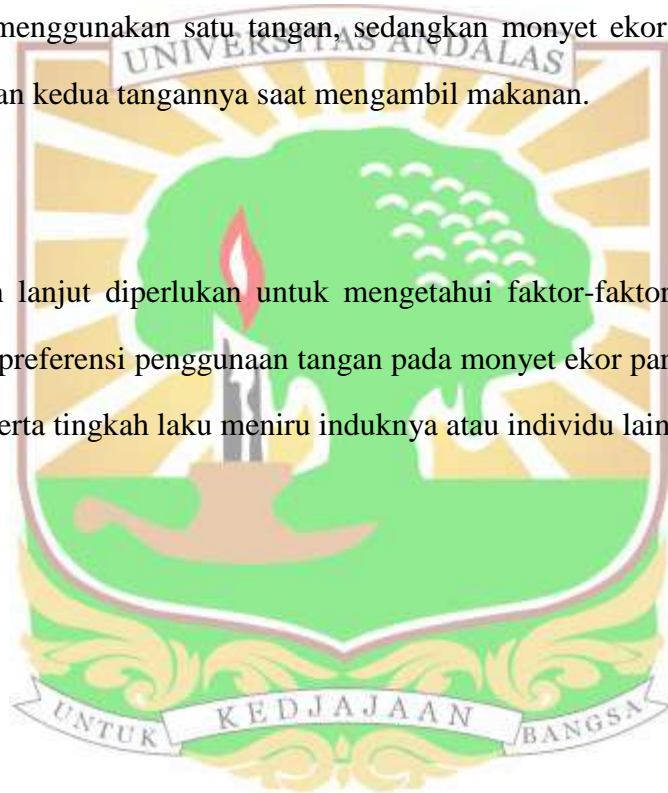 menggunakan satu tangan, sedangkan monyet ekor
UNIVERSITAS ANDALAS
an kedua tangannya saat mengambil makanan.
lanjut diperlukan untuk mengetahui faktor-faktor
preferensi penggunaan tangan pada monyet ekor par
erta tingkah laku meniru induknya atau individu lain
UNTUK KEDJAJAAN BANGSA